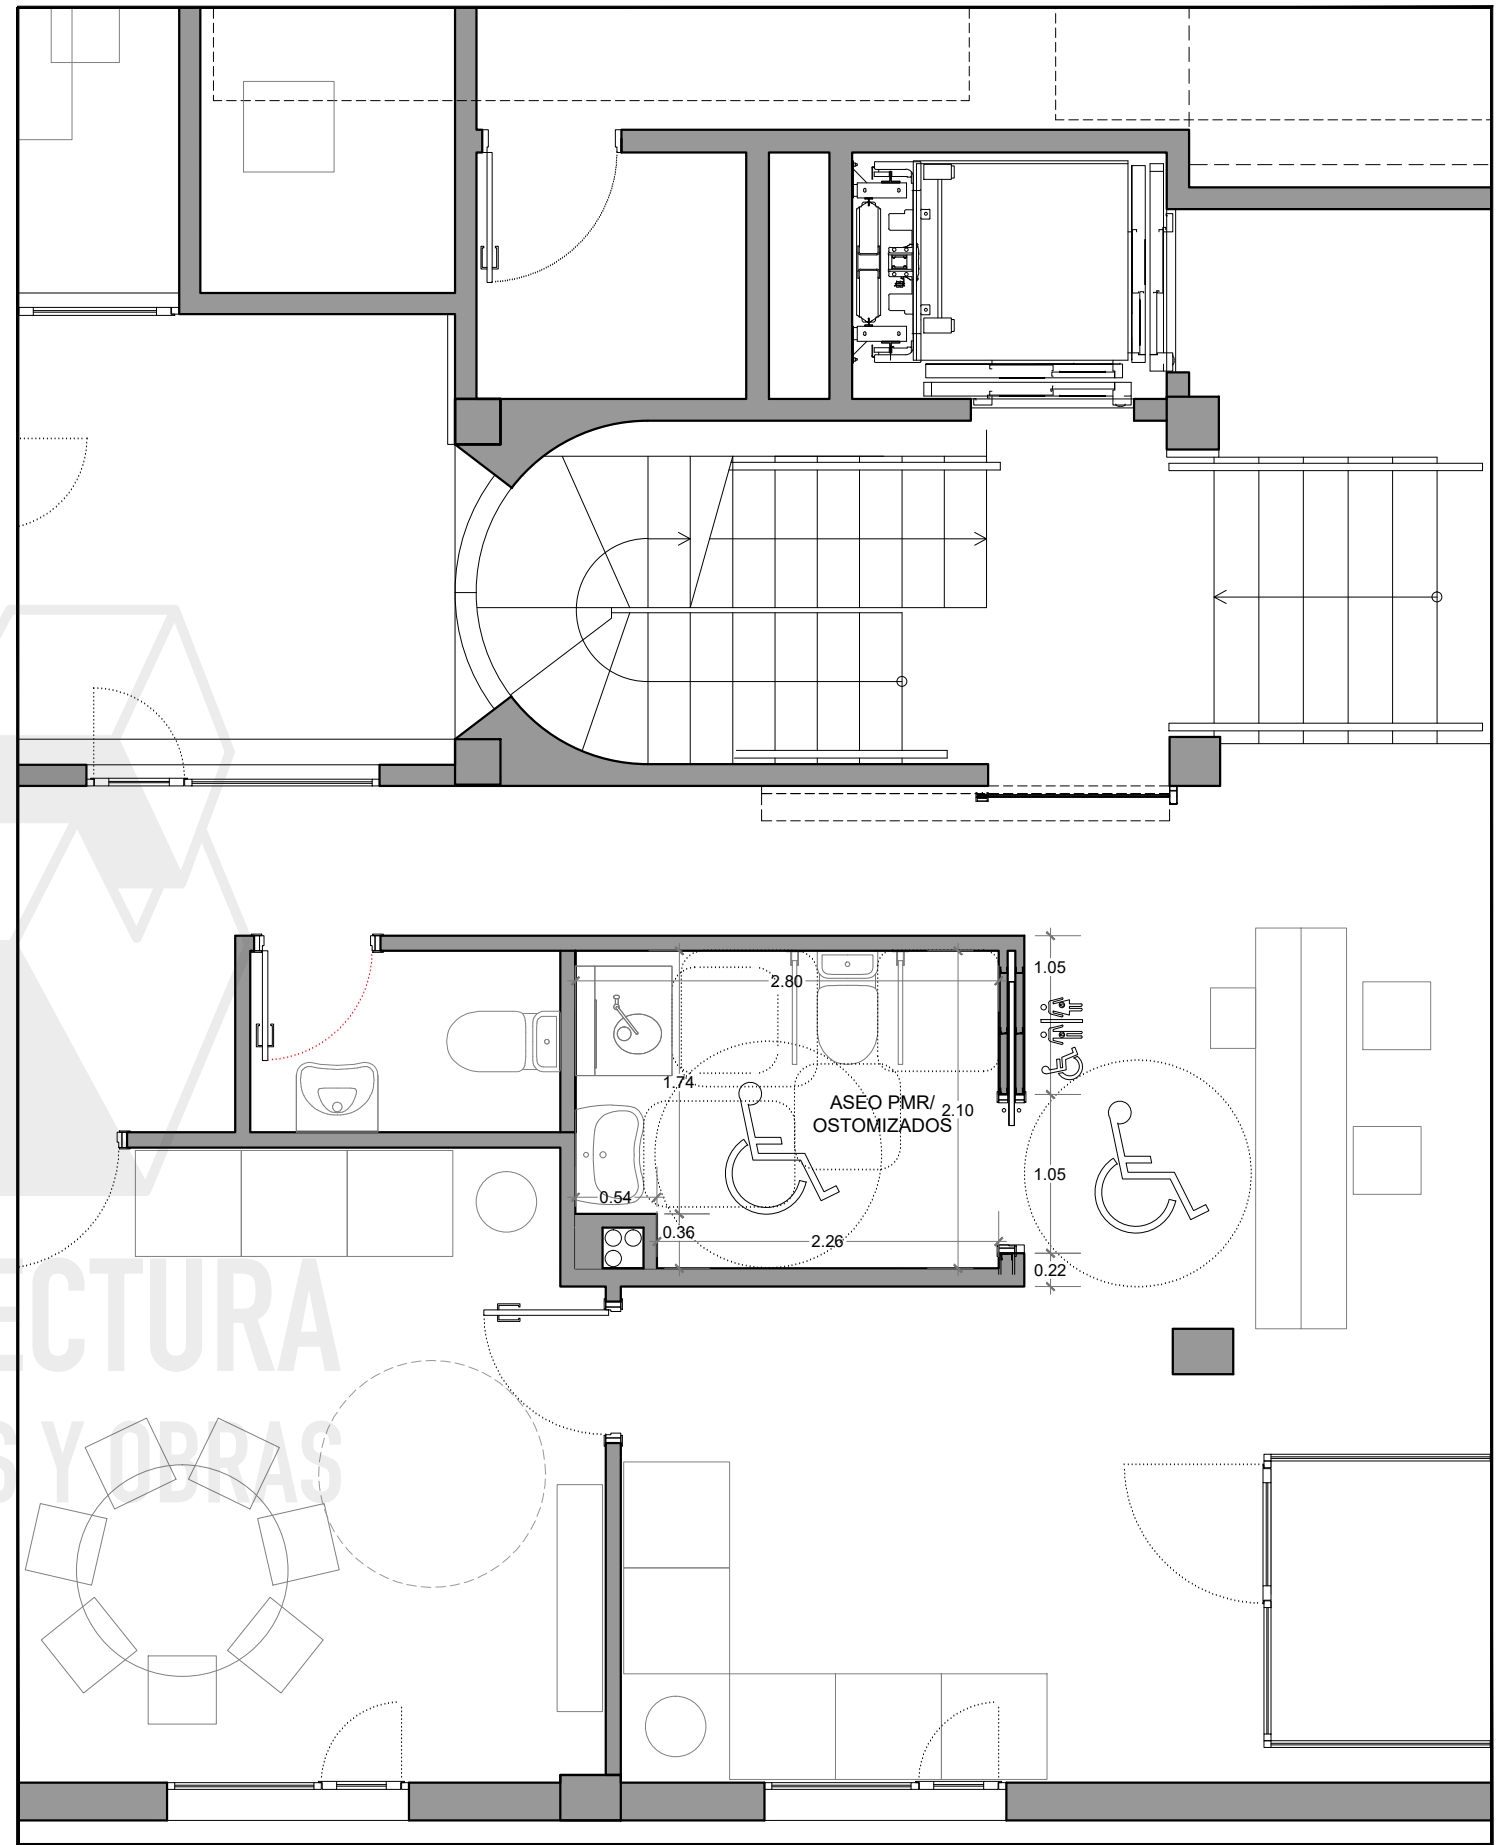 1.05
2.80
1.74
ASEO PMR/
OSTOMIZADOS
2.10
1.05
0.54
0.36
2.26
0.22
ECTURA
S Y OBRAS